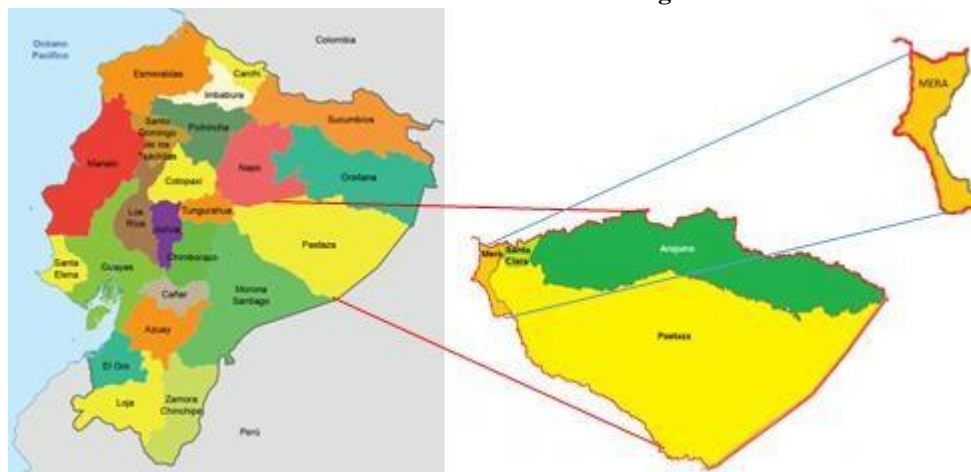 g
Océano
Pacífico
Colombia
Esmeraldas
Carchi
Imbabura
Sucumbios
Santo
Domingo
de los
Tsáchilas
Pichincha
Manabí
Napo
Orellana
Cotopaxi
Los
Ríos
Tungurahua
Pastaza
Santa
Elena
Guayas
Chimborazo
Morona
Santiago
Cañar
Azuay
El Oro
Loja
Zamora
Chinchipe
Perú
Mera
Santa
Clara
Arajuno
Pastaza
MERA